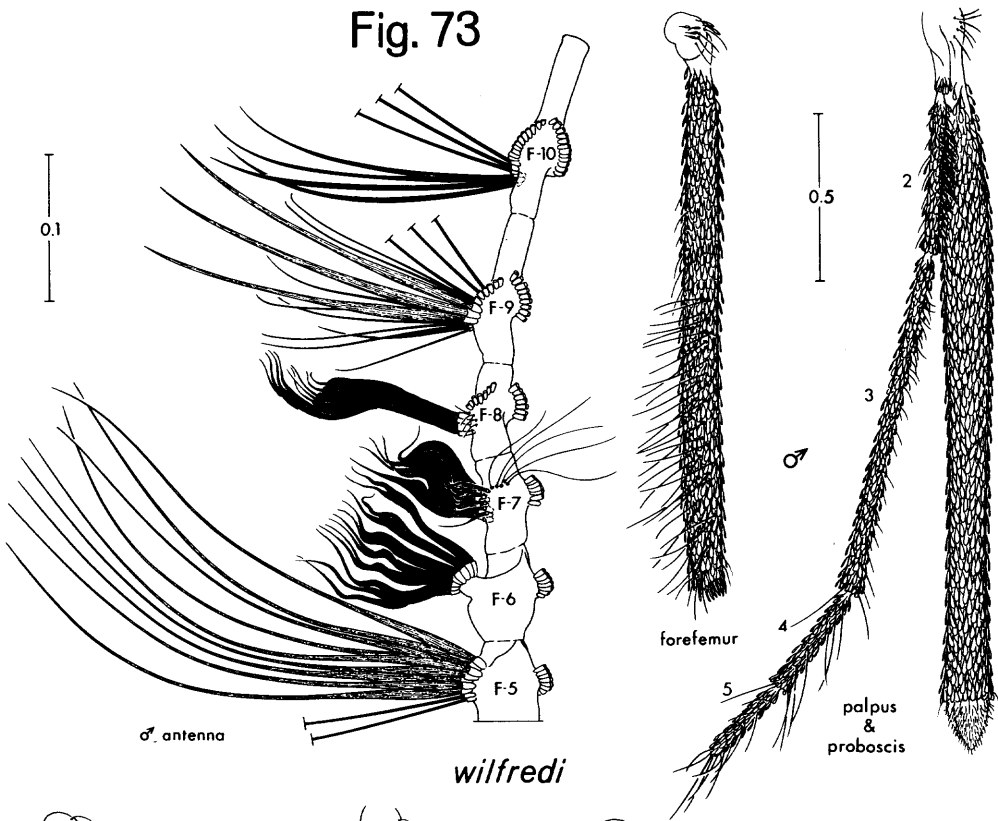 Fig. 73
F-10
0.1
F-9
F-8
F-7
F-6
F-5
♂ antenna
wilfredi
forefemur
0.5
♂
2
3
4
5
palpus
&
proboscis